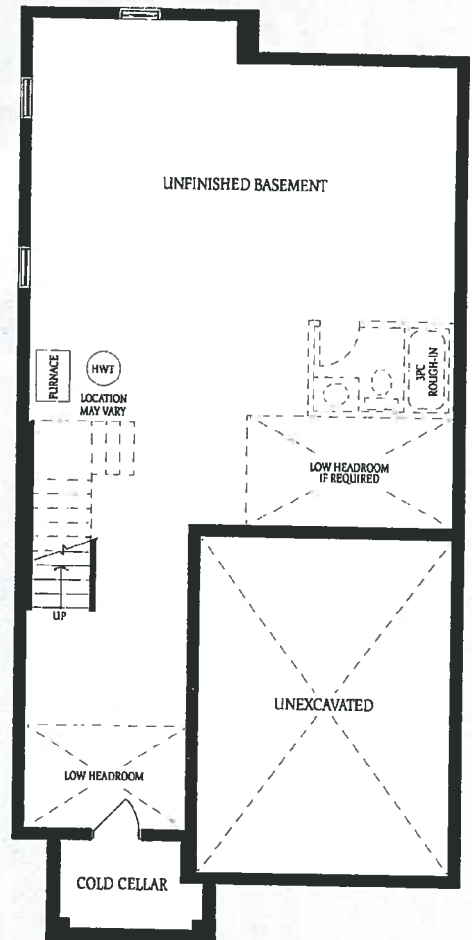 UNFINISHED BASEMENT
FURNACE
HWT
LOCATION
MAY VARY
3PC
ROUGH-IN
LOW HEADROOM
IF REQUIRED
UP
UNEXCAVATED
LOW HEADROOM
COLD CELLAR